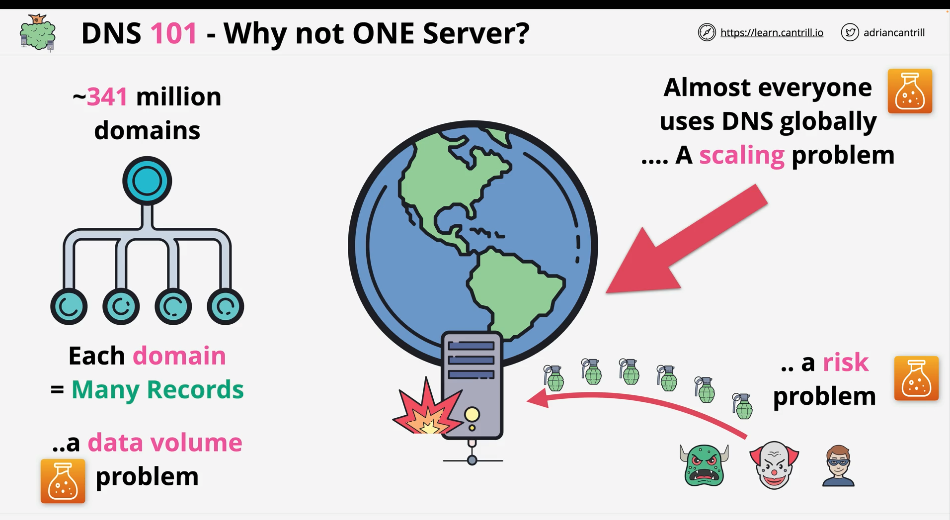 DNS 101 - Why not ONE Server?
https://learn.cantrill.io
adriancantrill
~341 million
domains
Each domain
= Many Records
..a data volume
problem
Almost everyone
uses DNS globally
.... A scaling problem
.. a risk
problem